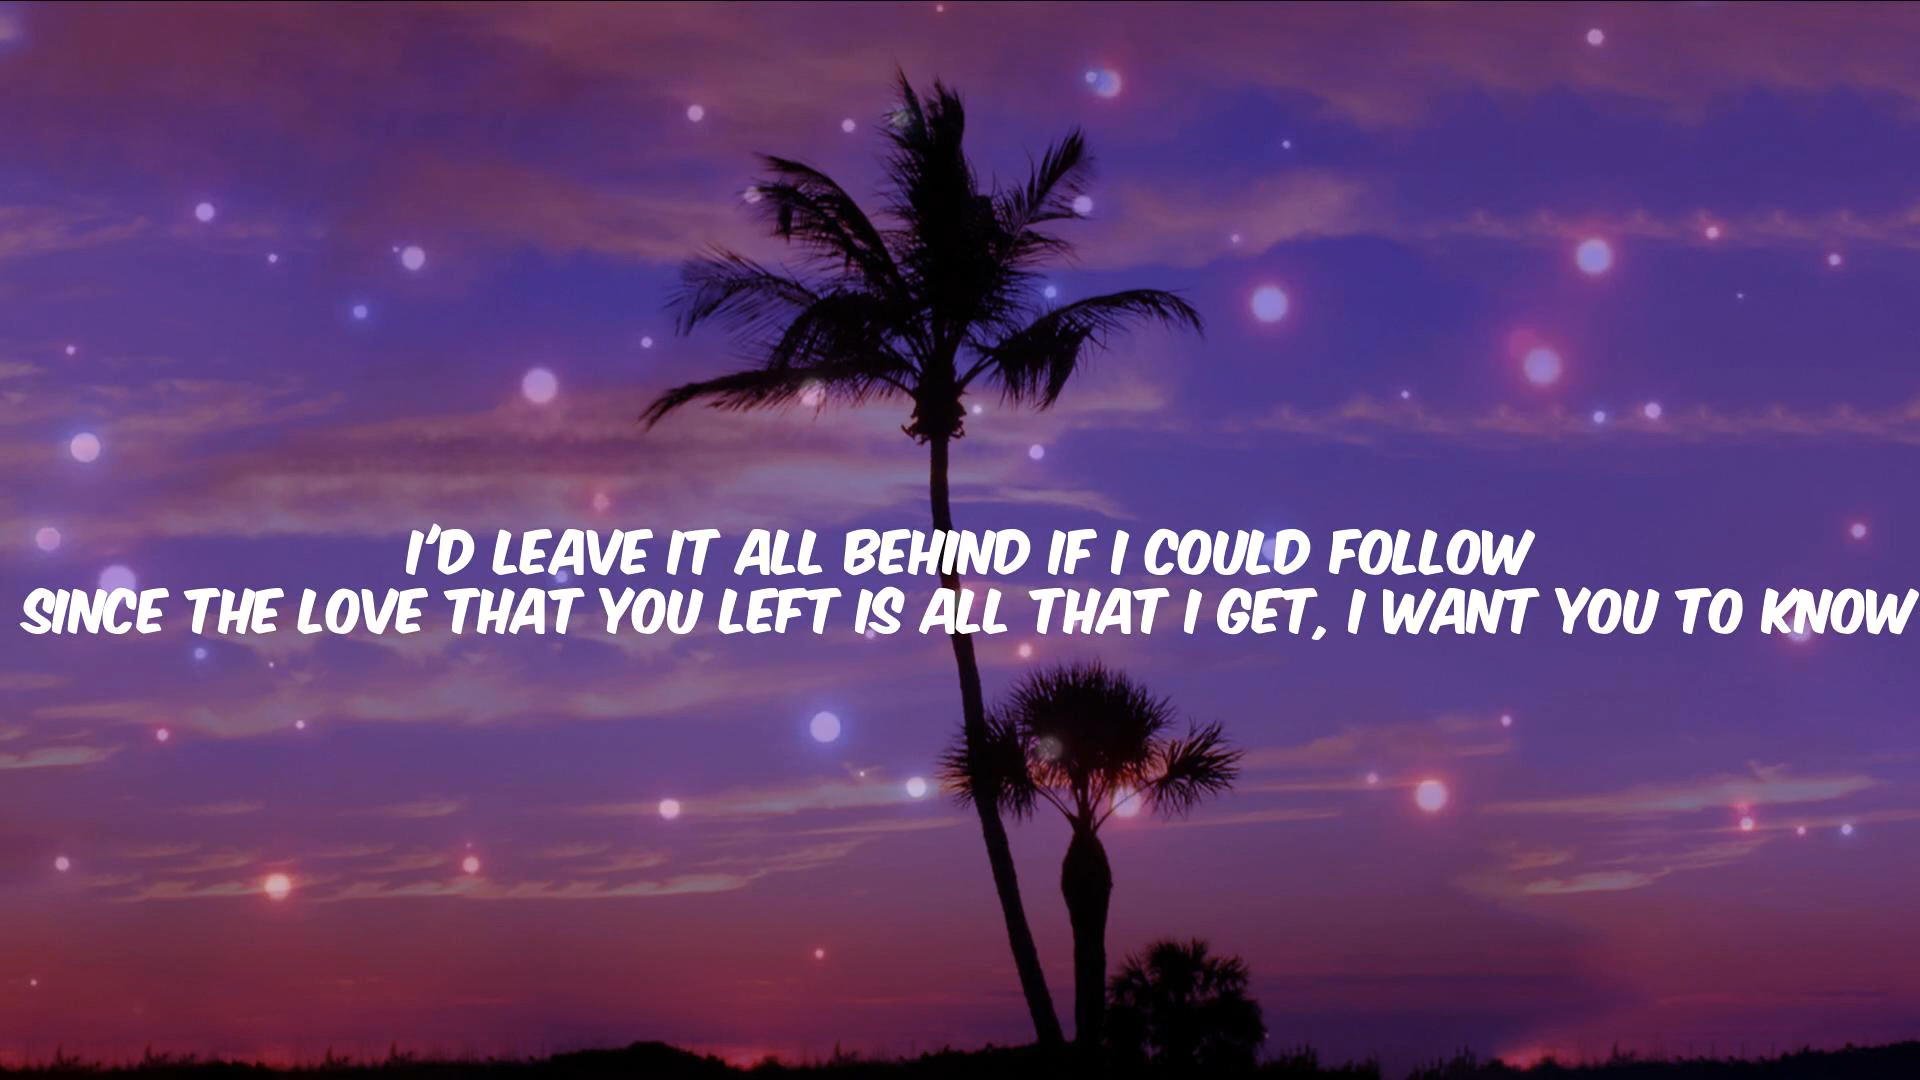 I'D LEAVE IT ALL BEHIND IF I COULD FOLLOW
SINCE THE LOVE THAT YOU LEFT IS ALL THAT I GET, I WANT YOU TO KNOW